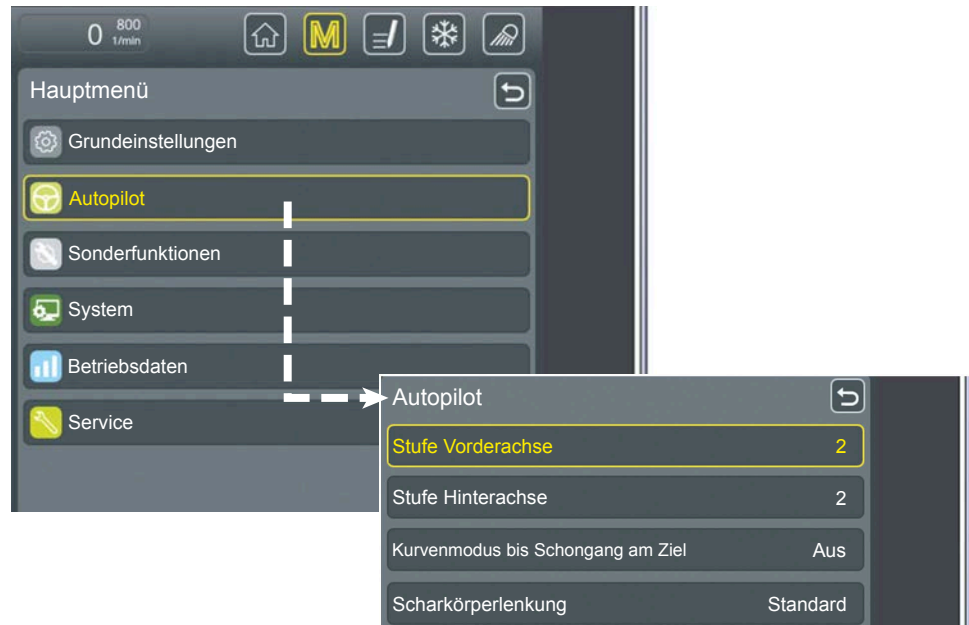 0 800 1/min
M
Hauptmenü
Grundeinstellungen
Autopilot
Sonderfunktionen
System
Betriebsdaten
Service
Autopilot
Stufe Vorderachse 2
Stufe Hinterachse 2
Kurvenmodus bis Schongang am Ziel Aus
Scharkörperlenkung Standard